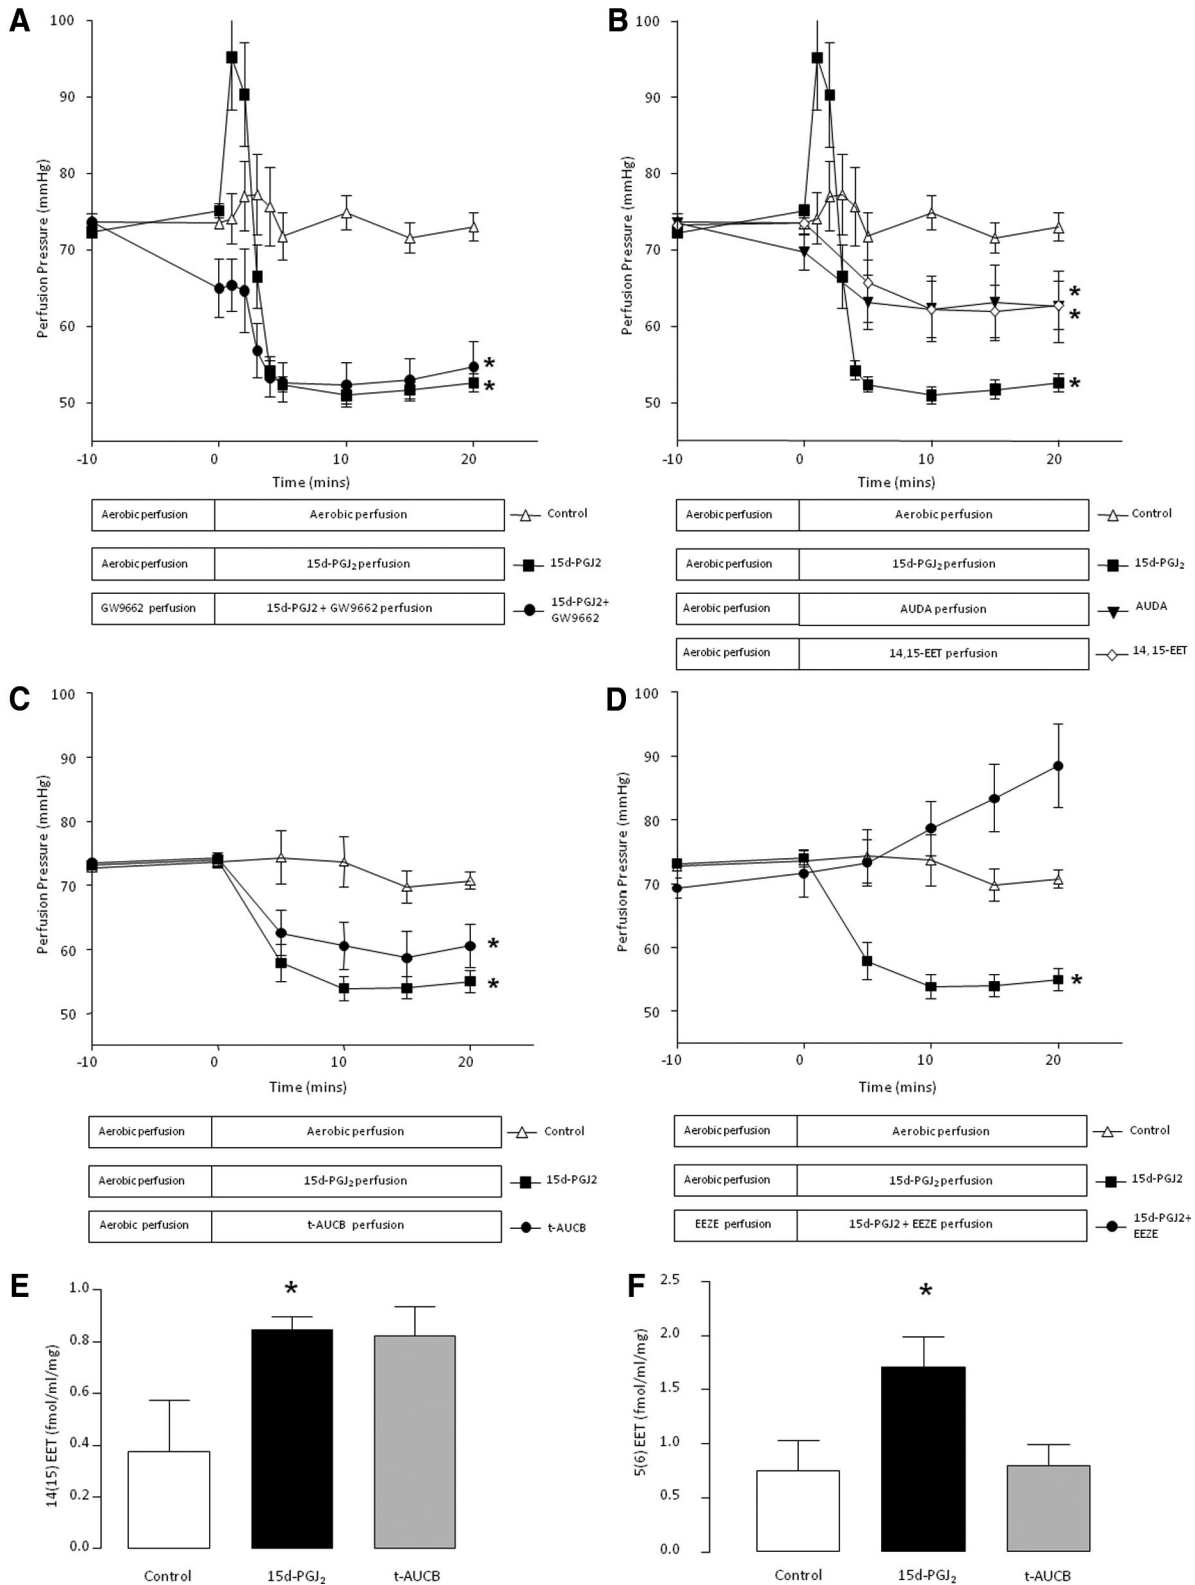 A
100
90
80
70
60
50
Perfusion Pressure (mmHg)
*
*
-10 0 10 20
Time (mins)
Aerobic perfusion Aerobic perfusion Control
Aerobic perfusion 15d-PGJ₂ perfusion 15d-PGJ2
GW9662 perfusion 15d-PGJ2 + GW9662 perfusion 15d-PGJ2+
GW9662
B
100
90
80
70
60
50
Perfusion Pressure (mmHg)
*
*
*
-10 0 10 20
Time (mins)
Aerobic perfusion Aerobic perfusion Control
Aerobic perfusion 15d-PGJ₂ perfusion 15d-PGJ₂
Aerobic perfusion AUDA perfusion AUDA
Aerobic perfusion 14,15-EET perfusion 14, 15-EET
C
100
90
80
70
60
50
Perfusion Pressure (mmHg)
*
*
-10 0 10 20
Time (mins)
Aerobic perfusion Aerobic perfusion Control
Aerobic perfusion 15d-PGJ₂ perfusion 15d-PGJ2
Aerobic perfusion t-AUCB perfusion t-AUCB
D
100
90
80
70
60
50
Perfusion Pressure (mmHg)
*
-10 0 10 20
Time (mins)
Aerobic perfusion Aerobic perfusion Control
Aerobic perfusion 15d-PGJ₂ perfusion 15d-PGJ2
EEZE perfusion 15d-PGJ2 + EEZE perfusion 15d-PGJ2+
EEZE
E
1.0
0.8
0.6
0.4
0.2
0.0
14(15) EET (fmol/ml/mg)
*
Control 15d-PGJ₂ t-AUCB
F
2.5
2.0
1.5
1.0
0.5
0.0
5(6) EET (fmol/ml/mg)
*
Control 15d-PGJ₂ t-AUCB